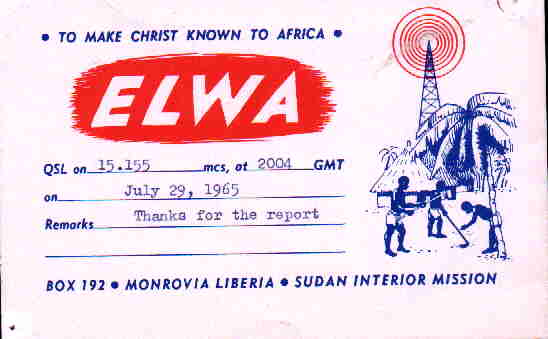 • TO MAKE CHRIST KNOWN TO AFRICA •
ELWA
QSL on 15.155 mcs, at 2004 GMT
on July 29, 1965
Remarks Thanks for the report
BOX 192 • MONROVIA LIBERIA • SUDAN INTERIOR MISSION